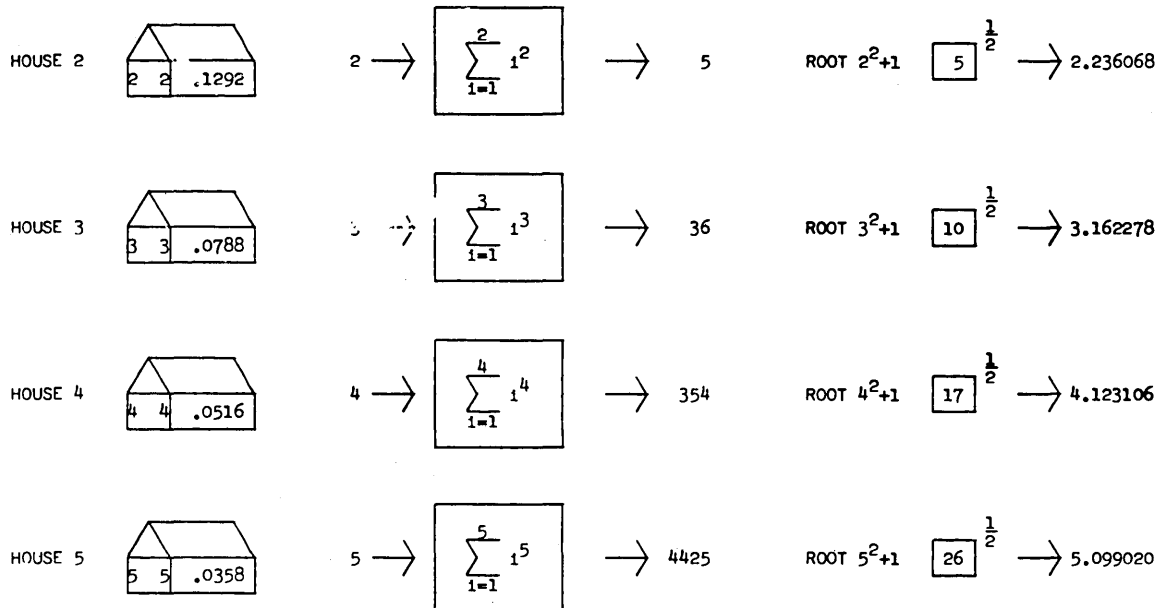 HOUSE 2 2 2 .1292 2 → 2 ∑ i=1 i² → 5 ROOT 2²+1 5 1/2 → 2.236068
HOUSE 3 3 3 .0788 → 3 ∑ i=1 i³ → 36 ROOT 3²+1 10 1/2 → 3.162278
HOUSE 4 4 4 .0516 4 → 4 ∑ i=1 i⁴ → 354 ROOT 4²+1 17 1/2 → 4.123106
HOUSE 5 5 5 .0358 5 → 5 ∑ i=1 i⁵ → 4425 ROOT 5²+1 26 1/2 → 5.099020